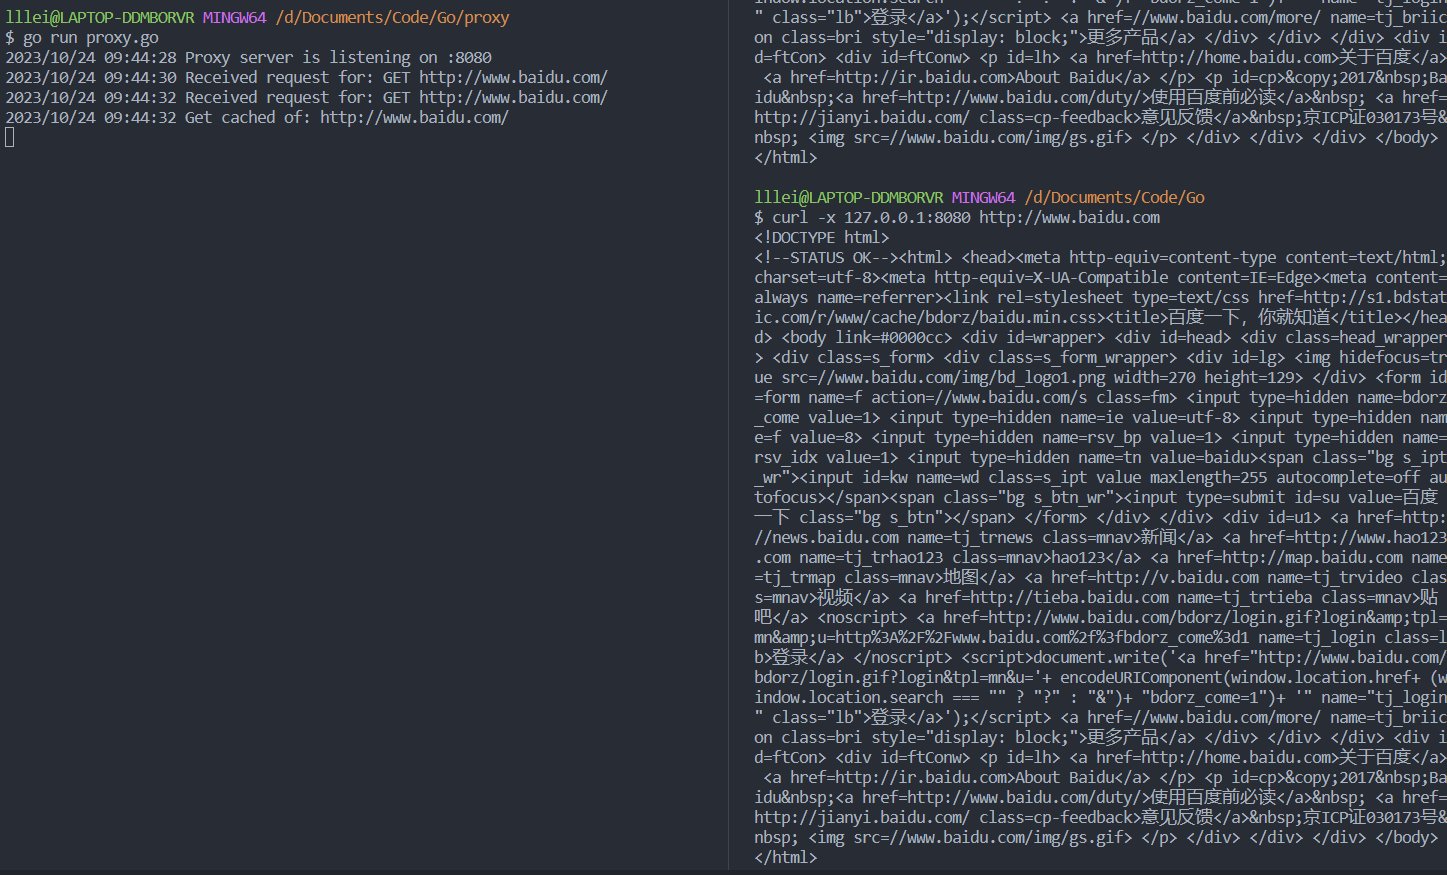 lllei@LAPTOP-DDMBORVR MINGW64 /d/Documents/Code/Go/proxy
$ go run proxy.go
2023/10/24 09:44:28 Proxy server is listening on :8080
2023/10/24 09:44:30 Received request for: GET http://www.baidu.com/
2023/10/24 09:44:32 Received request for: GET http://www.baidu.com/
2023/10/24 09:44:32 Get cached of: http://www.baidu.com/
" class="lb">登录</a>');</script> <a href=//www.baidu.com/more/ name=tj_briic
on class=bri style="display: block;">更多产品</a> </div> </div> </div> <div i
d=ftCon> <div id=ftConw> <p id=lh> <a href=http://home.baidu.com>关于百度</a>
<a href=http://ir.baidu.com>About Baidu</a> </p> <p id=cp>&copy;2017&nbsp;Ba
idu&nbsp;<a href=http://www.baidu.com/duty/>使用百度前必读</a>&nbsp; <a href=
http://jianyi.baidu.com/ class=cp-feedback>意见反馈</a>&nbsp;京ICP证030173号&
nbsp; <img src=//www.baidu.com/img/gs.gif> </p> </div> </div> </div> </body>
</html>
lllei@LAPTOP-DDMBORVR MINGW64 /d/Documents/Code/Go
$ curl -x 127.0.0.1:8080 http://www.baidu.com
<!DOCTYPE html>
<!--STATUS OK--><html> <head><meta http-equiv=content-type content=text/html;
charset=utf-8><meta http-equiv=X-UA-Compatible content=IE=Edge><meta content=
always name=referrer><link rel=stylesheet type=text/css href=http://s1.bdstat
ic.com/r/www/cache/bdorz/baidu.min.css><title>百度一下，你就知道</title></hea
d> <body link=#0000cc> <div id=wrapper> <div id=head> <div class=head_wrapper
> <div class=s_form> <div class=s_form_wrapper> <div id=lg> <img hidefocus=tr
ue src=//www.baidu.com/img/bd_logo1.png width=270 height=129> </div> <form id
=form name=f action=//www.baidu.com/s class=fm> <input type=hidden name=bdorz
_come value=1> <input type=hidden name=ie value=utf-8> <input type=hidden nam
e=f value=8> <input type=hidden name=rsv_bp value=1> <input type=hidden name=
rsv_idx value=1> <input type=hidden name=tn value=baidu><span class="bg s_ipt
_wr"><input id=kw name=wd class=s_ipt value maxlength=255 autocomplete=off au
tofocus></span><span class="bg s_btn_wr"><input type=submit id=su value=百度
一下 class="bg s_btn"></span> </form> </div> </div> <div id=u1> <a href=http:
//news.baidu.com name=tj_trnews class=mnav>新闻</a> <a href=http://www.hao123
.com name=tj_trhao123 class=mnav>hao123</a> <a href=http://map.baidu.com name
=tj_trmap class=mnav>地图</a> <a href=http://v.baidu.com name=tj_trvideo clas
s=mnav>视频</a> <a href=http://tieba.baidu.com name=tj_trtieba class=mnav>贴
吧</a> <noscript> <a href=http://www.baidu.com/bdorz/login.gif?login&amp;tpl=
mn&amp;u=http%3A%2F%2Fwww.baidu.com%2f%3fbdorz_come%3d1 name=tj_login class=l
b>登录</a> </noscript> <script>document.write('<a href="http://www.baidu.com/
bdorz/login.gif?login&tpl=mn&u='+ encodeURIComponent(window.location.href+ (w
indow.location.search === "" ? "?" : "&")+ "bdorz_come=1")+ '" name="tj_login
" class="lb">登录</a>');</script> <a href=//www.baidu.com/more/ name=tj_briic
on class=bri style="display: block;">更多产品</a> </div> </div> </div> <div i
d=ftCon> <div id=ftConw> <p id=lh> <a href=http://home.baidu.com>关于百度</a>
<a href=http://ir.baidu.com>About Baidu</a> </p> <p id=cp>&copy;2017&nbsp;Ba
idu&nbsp;<a href=http://www.baidu.com/duty/>使用百度前必读</a>&nbsp; <a href=
http://jianyi.baidu.com/ class=cp-feedback>意见反馈</a>&nbsp;京ICP证030173号&
nbsp; <img src=//www.baidu.com/img/gs.gif> </p> </div> </div> </div> </body>
</html>